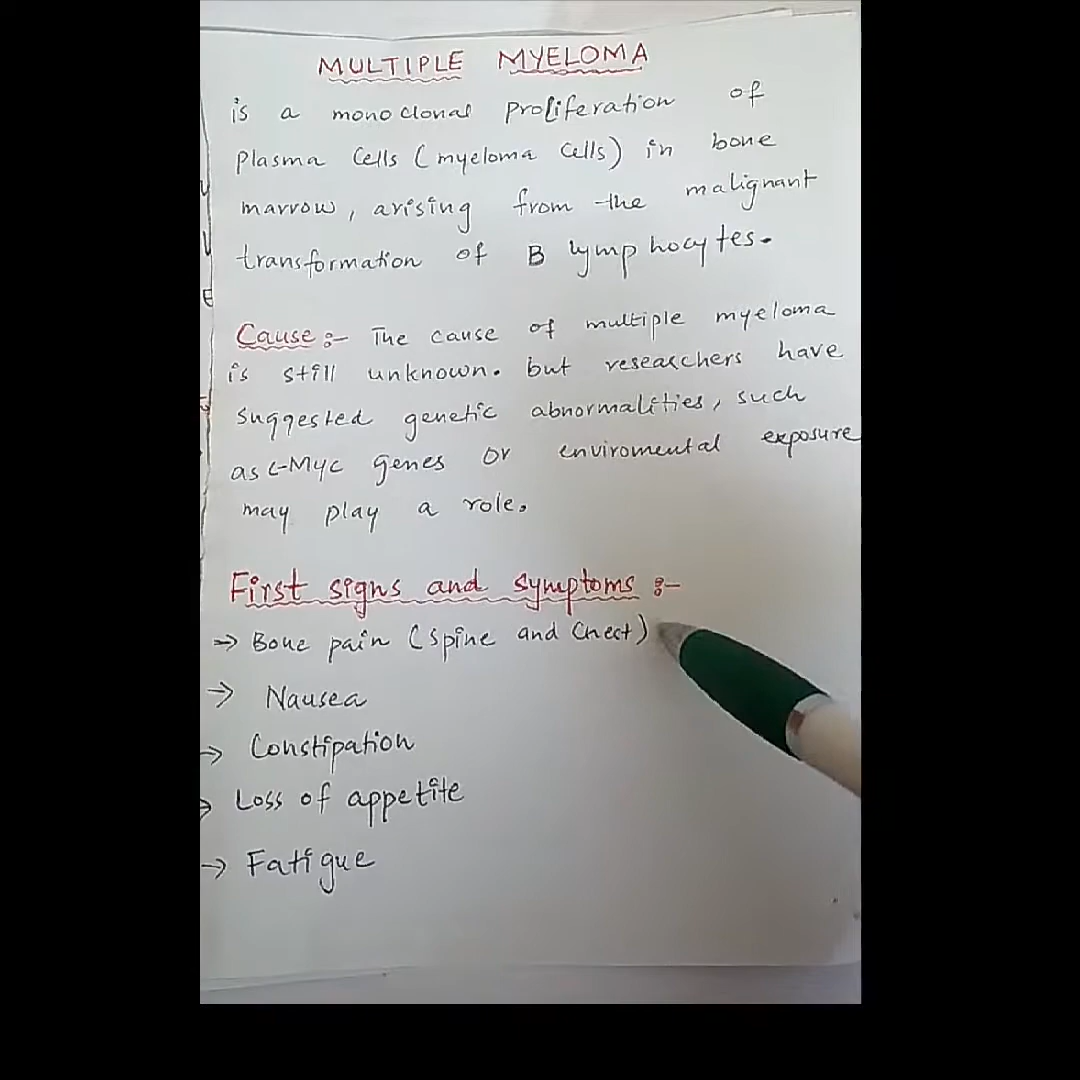 MULTIPLE MYELOMA
is a monoclonal proliferation of
plasma cells (myeloma cells) in bone
marrow, arising from the malignant
transformation of B lymphocytes.
Cause :- The cause of multiple myeloma
is still unknown. but researchers have
suggested genetic abnormalities, such
as c-Myc genes or enviromental exposure
may play a role.
First signs and symptoms :-
→ Bone pain (spine and Chest)
→ Nausea
→ Constipation
→ Loss of appetite
→ Fatigue